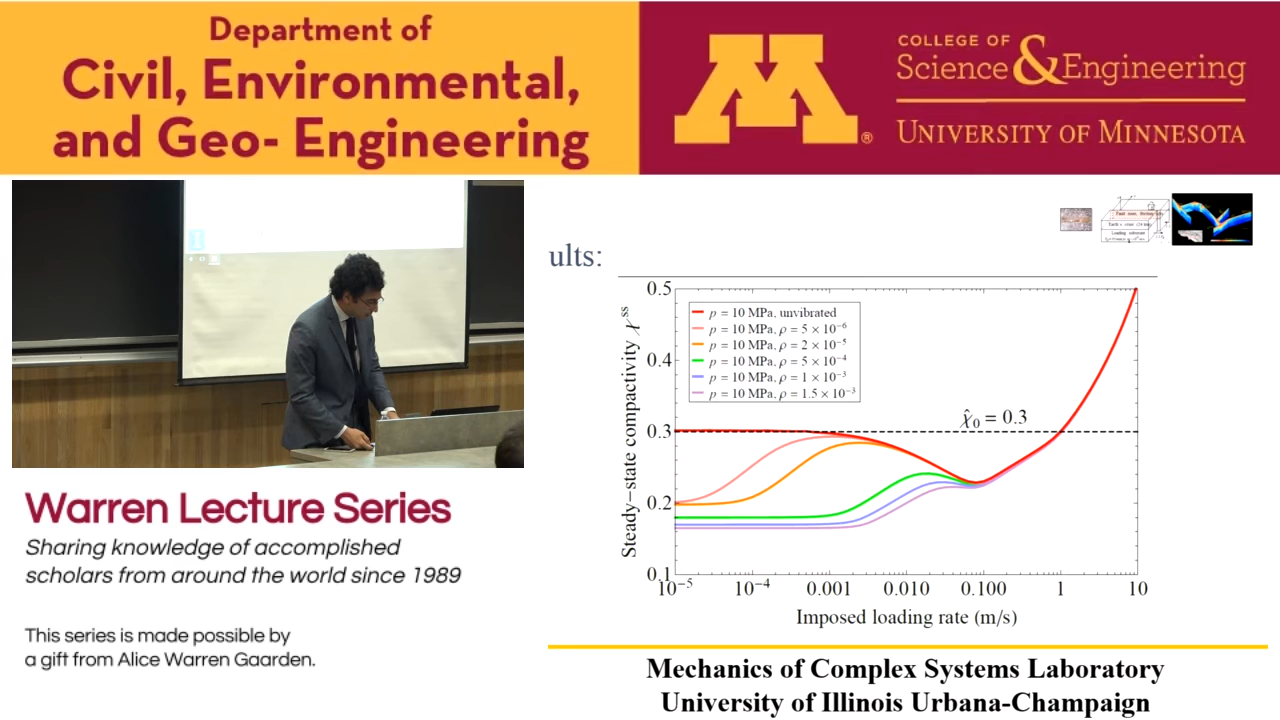 Department of
Civil, Environmental,
and Geo- Engineering
M®
COLLEGE OF
Science & Engineering
UNIVERSITY OF MINNESOTA
ults:
Steady−state compactivity χ^ss
0.5
0.4
0.3
0.2
0.1
p = 10 MPa, unvibrated
p = 10 MPa, ρ = 5 × 10⁻⁶
p = 10 MPa, ρ = 2 × 10⁻⁵
p = 10 MPa, ρ = 5 × 10⁻⁴
p = 10 MPa, ρ = 1 × 10⁻³
p = 10 MPa, ρ = 1.5 × 10⁻³
χ̂₀ = 0.3
10⁻⁵ 10⁻⁴ 0.001 0.010 0.100 1 10
Imposed loading rate (m/s)
Warren Lecture Series
Sharing knowledge of accomplished
scholars from around the world since 1989
This series is made possible by
a gift from Alice Warren Gaarden.
Mechanics of Complex Systems Laboratory
University of Illinois Urbana-Champaign